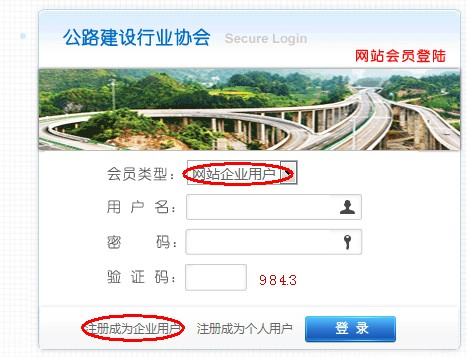 公路建设行业协会 Secure Login
网站会员登陆
会员类型： 网站企业用户
用 户 名：
密 码：
验 证 码： 9843
注册成为企业用户 注册成为个人用户 登 录